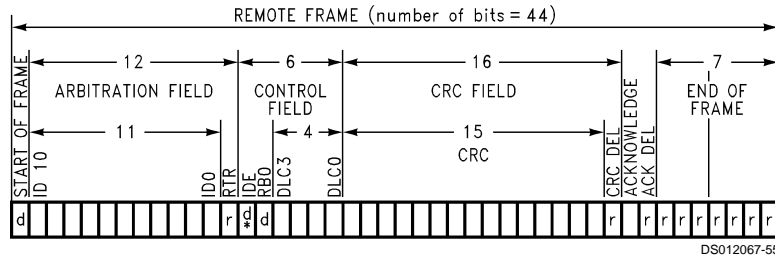 REMOTE FRAME (number of bits = 44)
12
6
16
7
START OF FRAME
ARBITRATION FIELD
CONTROL
FIELD
CRC FIELD
ACKNOWLEDGE
END OF
FRAME
11
4
15
CRC
ID 10
ID0
RTR
IDE
RB0
DLC3
DLC0
CRC DEL
ACK DEL
d
r
d
*
d
r
r
r
r
r
r
r
r
r
DS012067-55